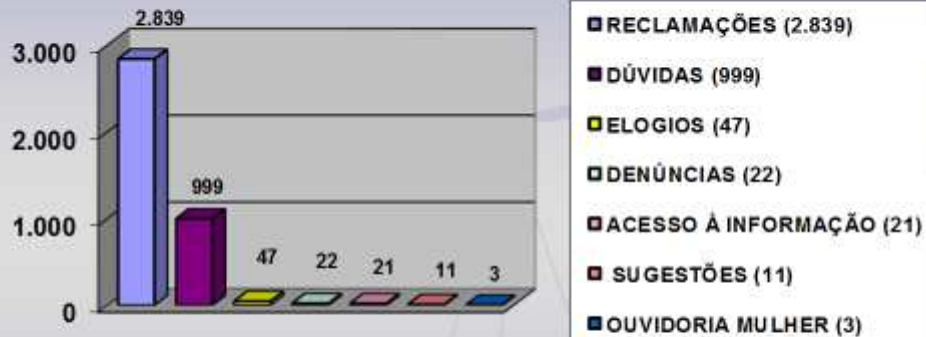 2.839
3.000
2.000
1.000
0
999
47
22
21
11
3
RECLAMAÇÕES (2.839)
DÚVIDAS (999)
ELOGIOS (47)
DENÚNCIAS (22)
ACESSO À INFORMAÇÃO (21)
SUGESTÕES (11)
OUVIDORIA MULHER (3)